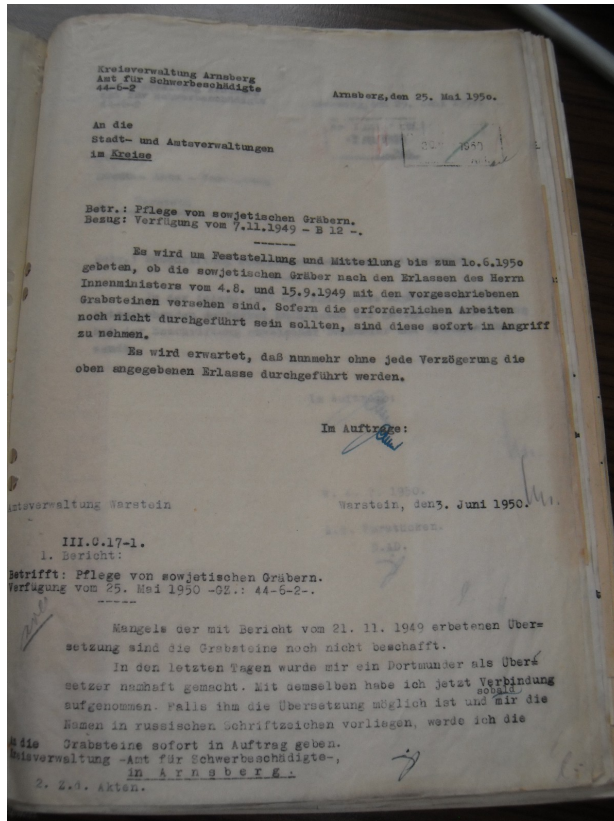 Kreisverwaltung Arnsberg
Amt für Schwerbeschädigte
44-6-2
Arnsberg,den 25. Mai 195o.
An die
Stadt- und Amtsverwaltungen
im Kreise
1950
Betr.: Pflege von sowjetischen Gräbern.
Bezug: Verfügung vom 7.11.1949 - B 12 -.
Es wird um Feststellung und Mitteilung bis zum 1o.6.195o
gebeten, ob die sowjetischen Gräber nach den Erlassen des Herrn
Innenministers vom 4.8. und 15.9.1949 mit den vorgeschriebenen
Grabsteinen versehen sind. Sofern die erforderlichen Arbeiten
noch nicht durchgeführt sein sollten, sind diese sofort in Angriff
zu nehmen.
Es wird erwartet, daß nunmehr ohne jede Verzögerung die
oben angegebenen Erlasse durchgeführt werden.
Im Auftrage:
Amtsverwaltung Warstein
Warstein, den3. Juni 1950.
III.O.17-1.
1. Bericht:
Betrifft: Pflege von sowjetischen Gräbern.
Verfügung vom 25. Mai 1950 -GZ.: 44-6-2-.
Mangels der mit Bericht vom 21. 11. 1949 erbetenen Über=
setzung sind die Grabsteine noch nicht beschafft.
In den letzten Tagen wurde mir ein Dortmunder als Über=
setzer namhaft gemacht. Mit demselben habe ich jetzt Verbindung
sobald
aufgenommen. Falls ihm die Übersetzung möglich ist und mir die
Namen in russischen Schriftzeichen vorliegen, werde ich die
Grabsteine sofort in Auftrag geben.
An die
Kreisverwaltung -Amt für Schwerbeschädigte-,
in Arnsberg.
2. Z.d. Akten.